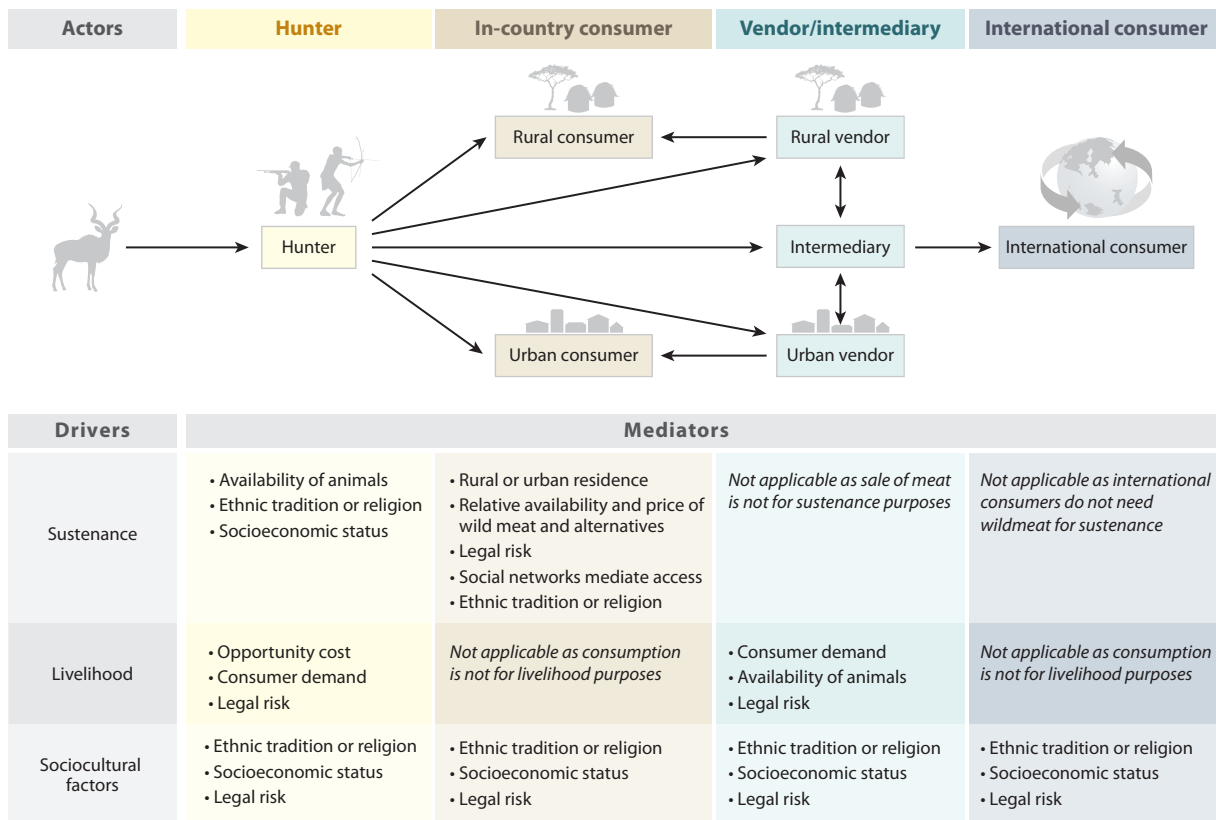 Actors
Hunter
In-country consumer
Vendor/intermediary
International consumer
Rural consumer
Rural vendor
Hunter
Intermediary
International consumer
Urban consumer
Urban vendor
Drivers
Mediators
Sustenance
• Availability of animals
• Ethnic tradition or religion
• Socioeconomic status
• Rural or urban residence
• Relative availability and price of
wild meat and alternatives
• Legal risk
• Social networks mediate access
• Ethnic tradition or religion
Not applicable as sale of meat
is not for sustenance purposes
Not applicable as international
consumers do not need
wildmeat for sustenance
Livelihood
• Opportunity cost
• Consumer demand
• Legal risk
Not applicable as consumption
is not for livelihood purposes
• Consumer demand
• Availability of animals
• Legal risk
Not applicable as consumption
is not for livelihood purposes
Sociocultural
factors
• Ethnic tradition or religion
• Socioeconomic status
• Legal risk
• Ethnic tradition or religion
• Socioeconomic status
• Legal risk
• Ethnic tradition or religion
• Socioeconomic status
• Legal risk
• Ethnic tradition or religion
• Socioeconomic status
• Legal risk